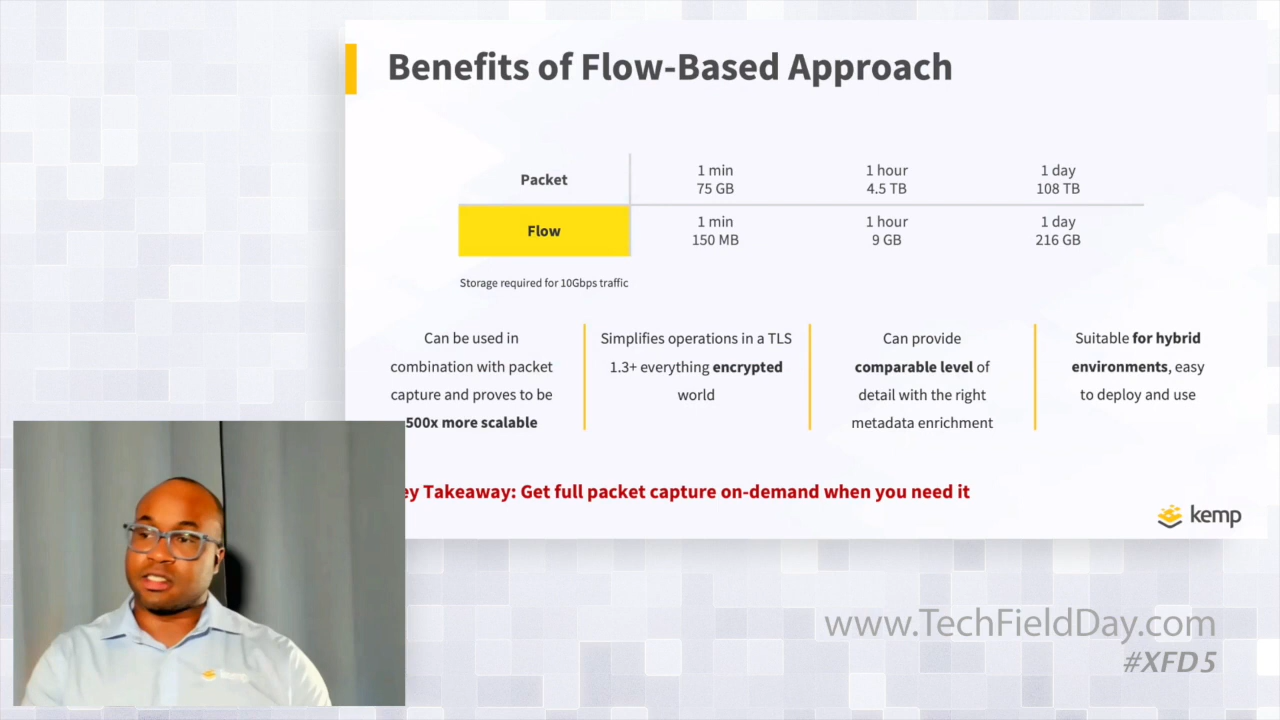 Benefits of Flow-Based Approach
Packet
1 min
75 GB
1 hour
4.5 TB
1 day
108 TB
Flow
1 min
150 MB
1 hour
9 GB
1 day
216 GB
Storage required for 10Gbps traffic
Can be used in
combination with packet
capture and proves to be
500x more scalable
Simplifies operations in a TLS
1.3+ everything encrypted
world
Can provide
comparable level of
detail with the right
metadata enrichment
Suitable for hybrid
environments, easy
to deploy and use
ey Takeaway: Get full packet capture on-demand when you need it
kemp
www.TechFieldDay.com
#XFD5